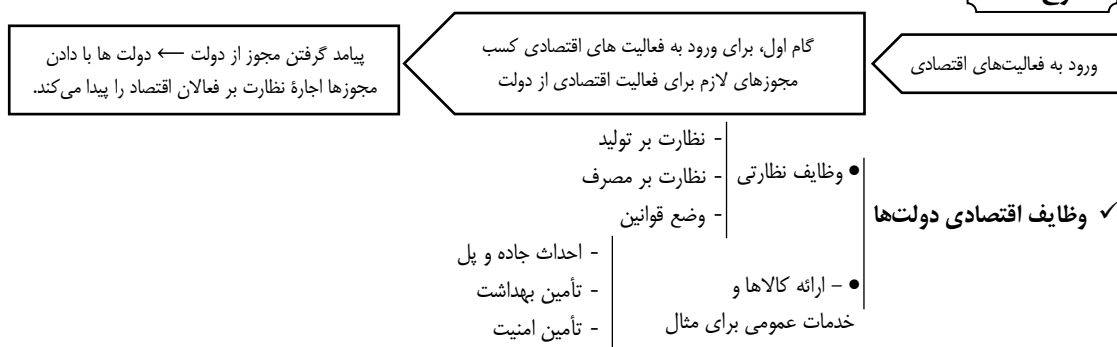 ورود به فعالیت‌های اقتصادی
گام اول، برای ورود به فعالیت های اقتصادی کسب
مجوزهای لازم برای فعالیت اقتصادی از دولت
پیامد گرفتن مجوز از دولت ⟵ دولت ها با دادن
مجوزها اجارهٔ نظارت بر فعالان اقتصاد را پیدا می‌کند.
✓ وظایف اقتصادی دولت‌ها
● وظایف نظارتی
- نظارت بر تولید
- نظارت بر مصرف
- وضع قوانین
● – ارائه کالاها و
خدمات عمومی برای مثال
- احداث جاده و پل
- تأمین بهداشت
- تأمین امنیت